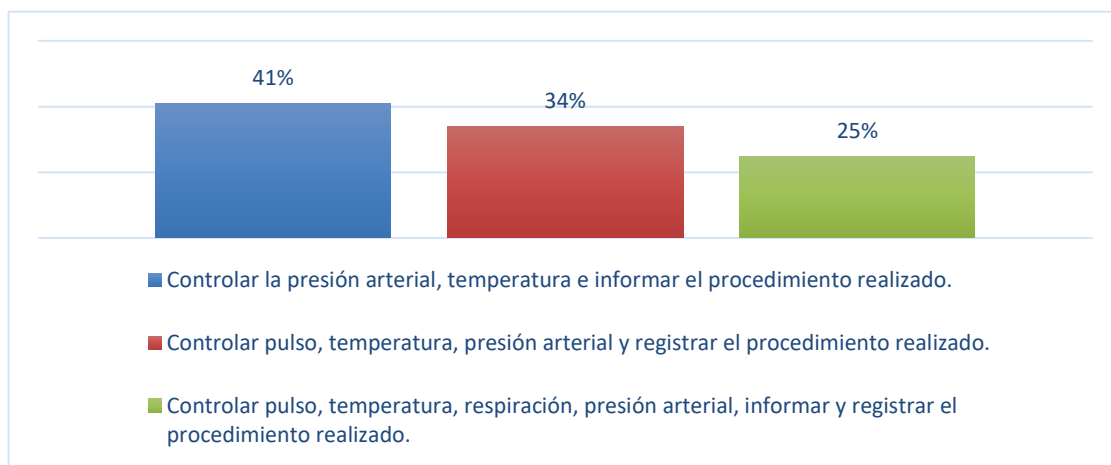 41%
34%
25%
Controlar la presión arterial, temperatura e informar el procedimiento realizado.
Controlar pulso, temperatura, presión arterial y registrar el procedimiento realizado.
Controlar pulso, temperatura, respiración, presión arterial, informar y registrar el
procedimiento realizado.